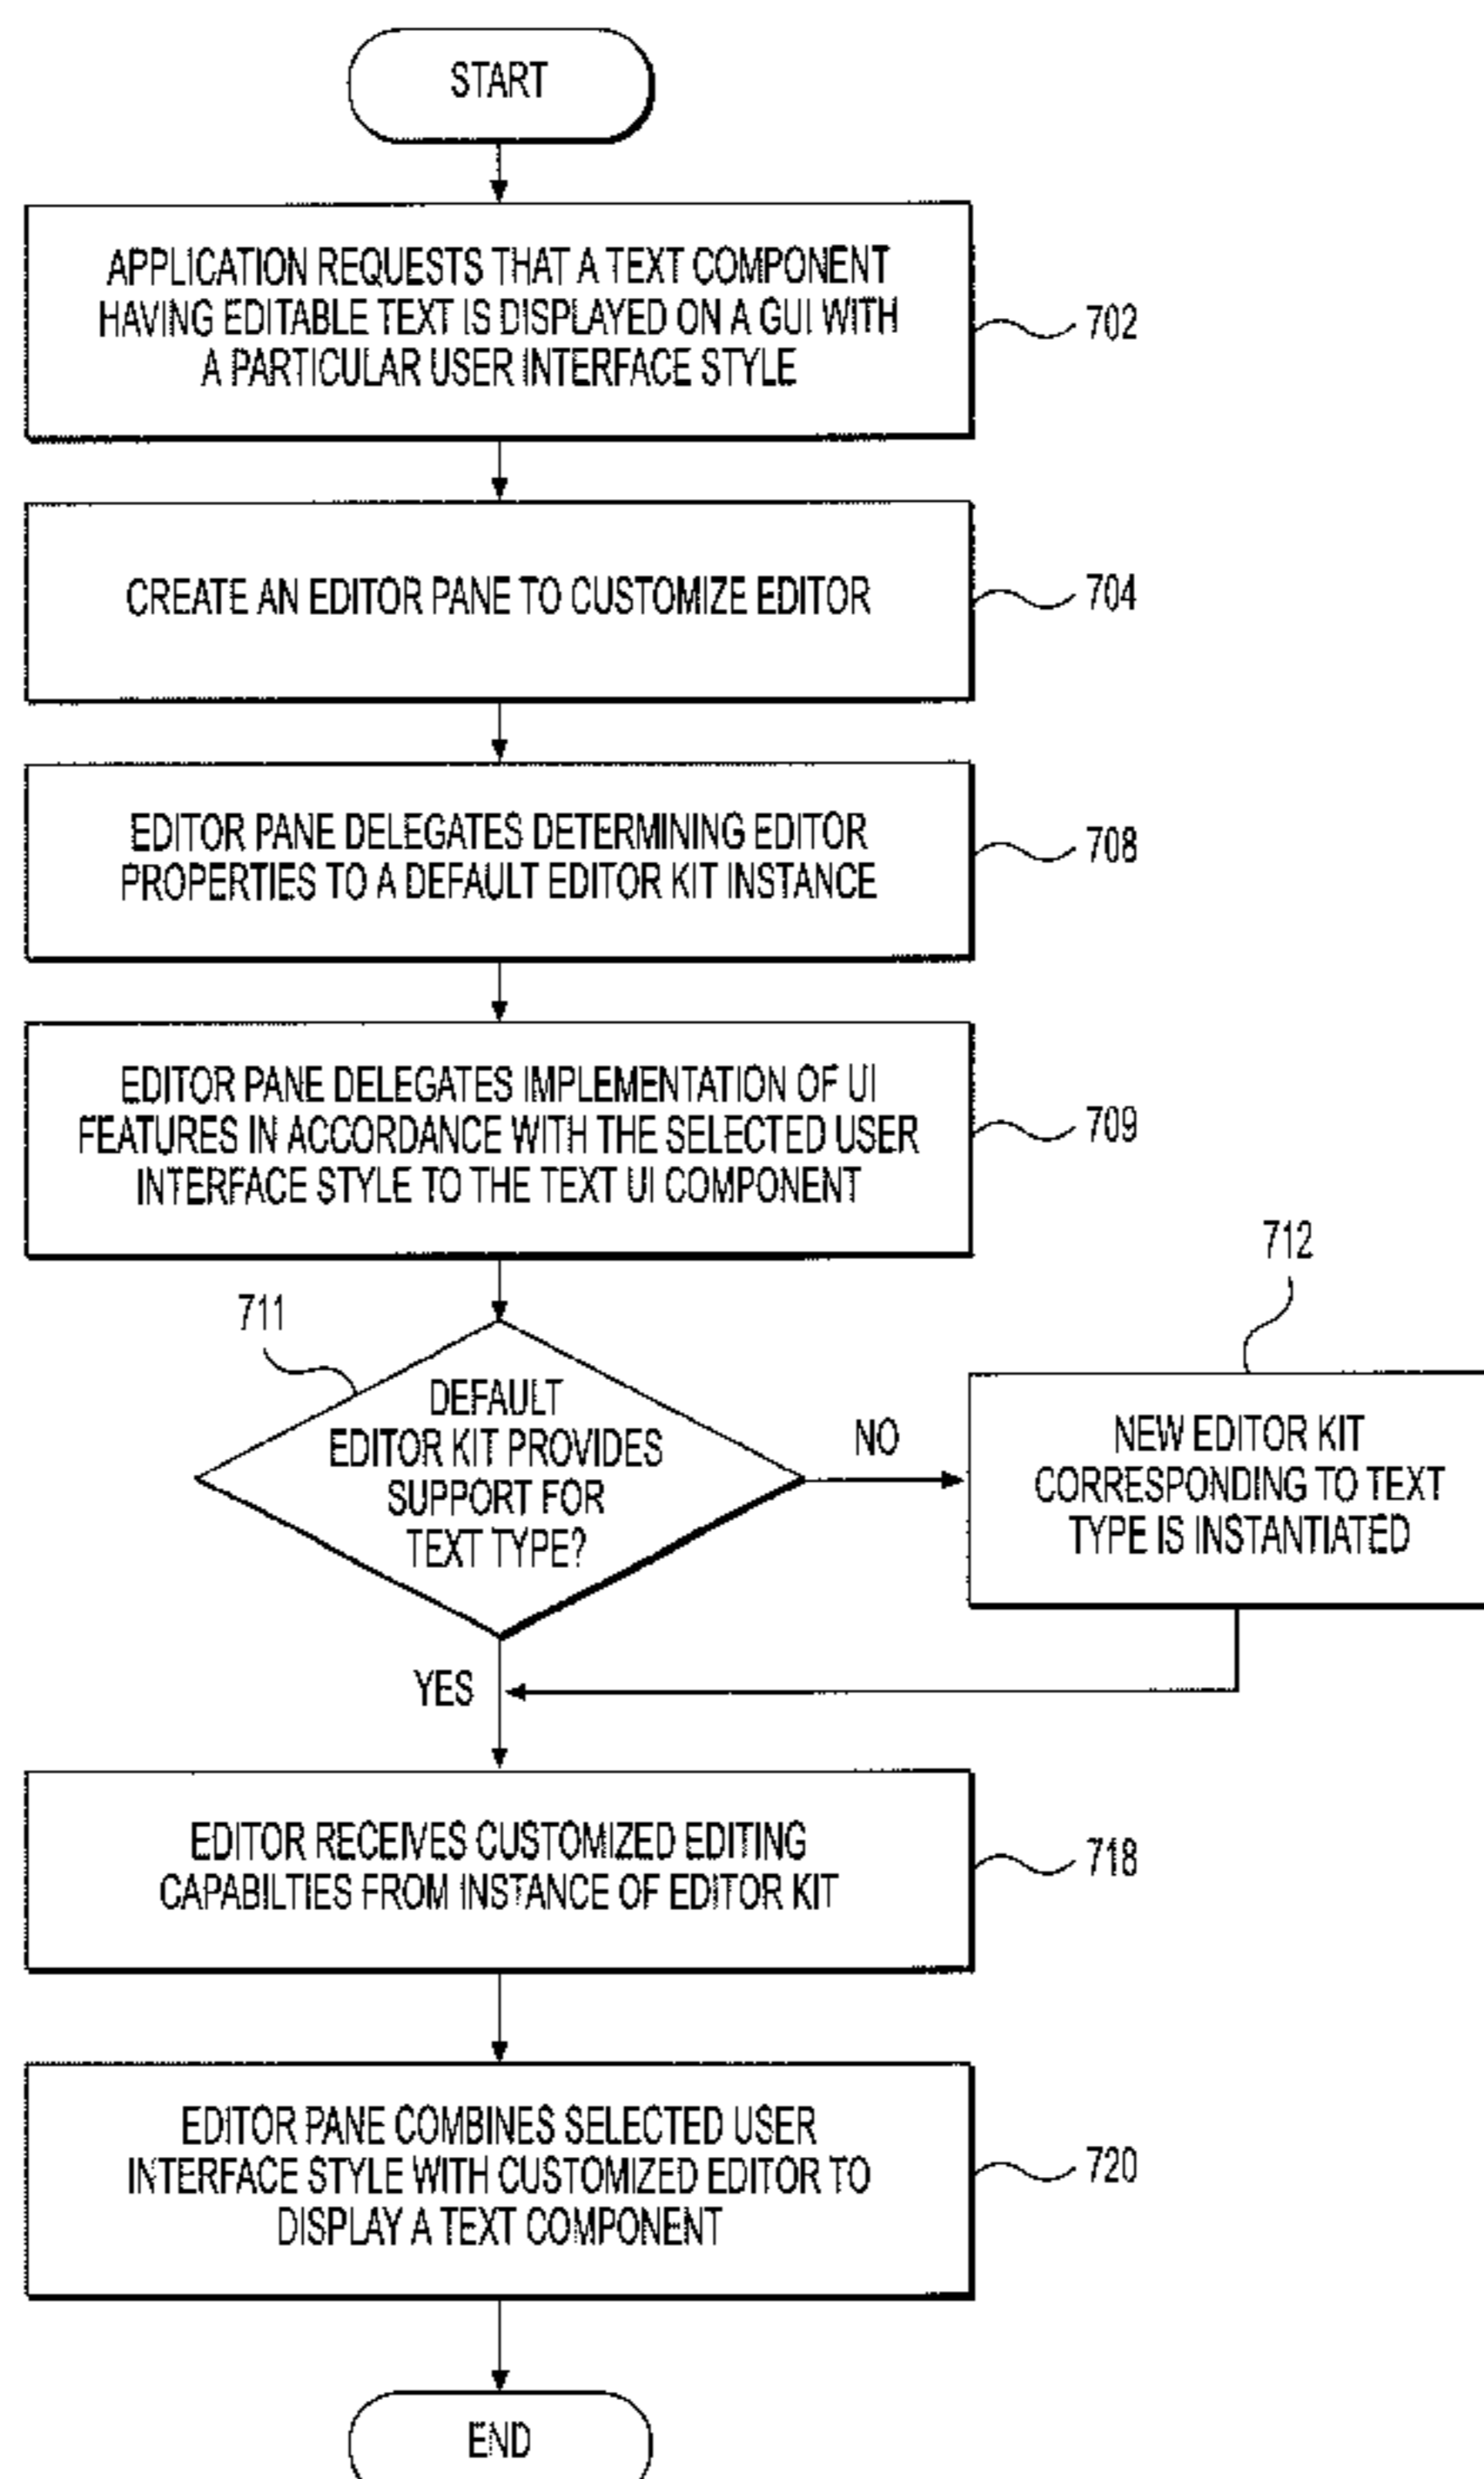 START
APPLICATION REQUESTS THAT A TEXT COMPONENT
HAVING EDITABLE TEXT IS DISPLAYED ON A GUI WITH
A PARTICULAR USER INTERFACE STYLE
702
CREATE AN EDITOR PANE TO CUSTOMIZE EDITOR
704
EDITOR PANE DELEGATES DETERMINING EDITOR
PROPERTIES TO A DEFAULT EDITOR KIT INSTANCE
708
EDITOR PANE DELEGATES IMPLEMENTATION OF UI
FEATURES IN ACCORDANCE WITH THE SELECTED USER
INTERFACE STYLE TO THE TEXT UI COMPONENT
709
711
DEFAULT
EDITOR KIT PROVIDES
SUPPORT FOR
TEXT TYPE?
NO
712
NEW EDITOR KIT
CORRESPONDING TO TEXT
TYPE IS INSTANTIATED
YES
EDITOR RECEIVES CUSTOMIZED EDITING
CAPABILTIES FROM INSTANCE OF EDITOR KIT
718
EDITOR PANE COMBINES SELECTED USER
INTERFACE STYLE WITH CUSTOMIZED EDITOR TO
DISPLAY A TEXT COMPONENT
720
END